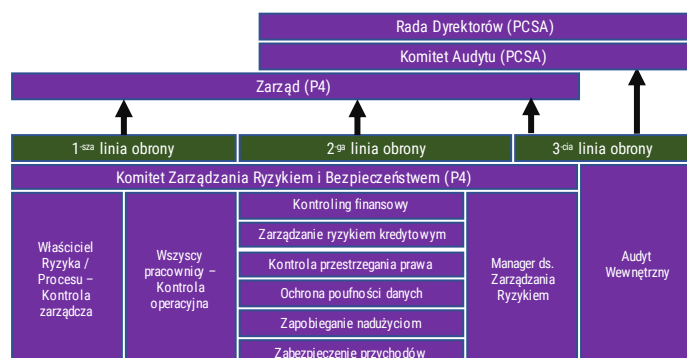 Rada Dyrektorów (PCSA)
Komitet Audytu (PCSA)
Zarząd (P4)
1-sza linia obrony
2-ga linia obrony
3-cia linia obrony
Komitet Zarządzania Ryzykiem i Bezpieczeństwem (P4)
Właściciel
Ryzyka /
Procesu –
Kontrola
zarządcza
Wszyscy
pracownicy –
Kontrola
operacyjna
Kontroling finansowy
Zarządzanie ryzykiem kredytowym
Kontrola przestrzegania prawa
Ochrona poufności danych
Zapobieganie nadużyciom
Zabezpieczenie przychodów
Manager ds.
Zarządzania
Ryzykiem
Audyt
Wewnętrzny